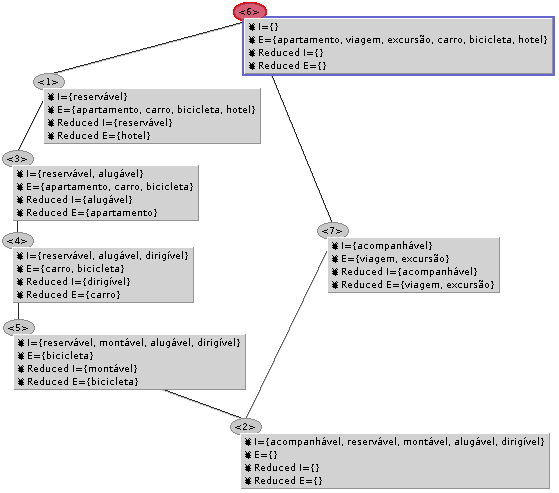 <6>
I={}
E={apartamento, viagem, excursão, carro, bicicleta, hotel}
Reduced I={}
Reduced E={}
<1>
I={reservável}
E={apartamento, carro, bicicleta, hotel}
Reduced I={reservável}
Reduced E={hotel}
<3>
I={reservável, alugável}
E={apartamento, carro, bicicleta}
Reduced I={alugável}
Reduced E={apartamento}
<7>
I={acompanhável}
E={viagem, excursão}
Reduced I={acompanhável}
Reduced E={viagem, excursão}
<4>
I={reservável, alugável, dirigível}
E={carro, bicicleta}
Reduced I={dirigível}
Reduced E={carro}
<5>
I={reservável, montável, alugável, dirigível}
E={bicicleta}
Reduced I={montável}
Reduced E={bicicleta}
<2>
I={acompanhável, reservável, montável, alugável, dirigível}
E={}
Reduced I={}
Reduced E={}